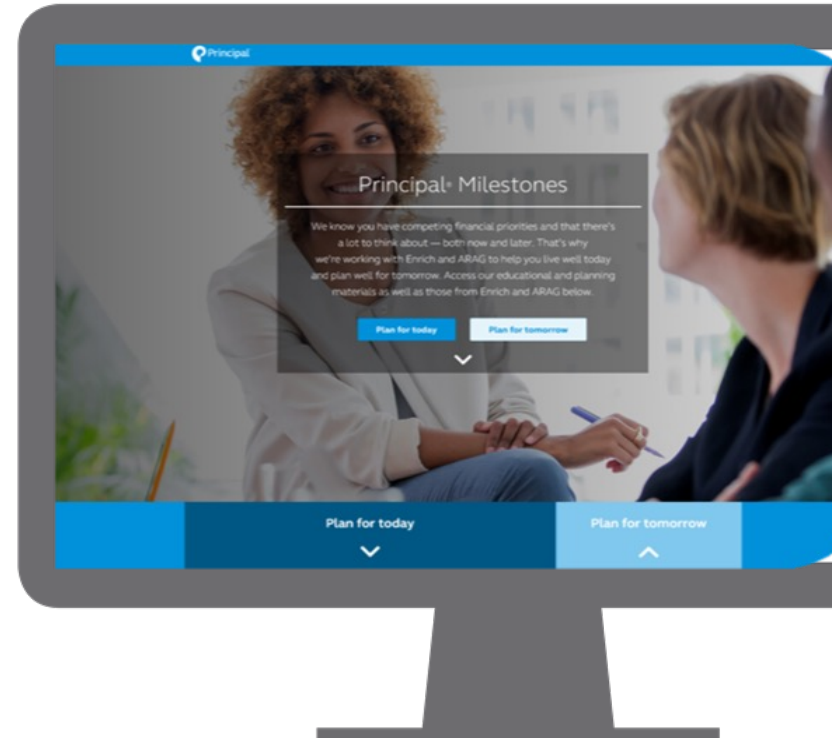 Principal
Principal® Milestones
We know you have competing financial priorities and that there's
a lot to think about — both now and later. That's why
we're working with Enrich and ARAG to help you live well today
and plan well for tomorrow. Access our educational and planning
materials as well as those from Enrich and ARAG below.
Plan for today Plan for tomorrow
Plan for today Plan for tomorrow